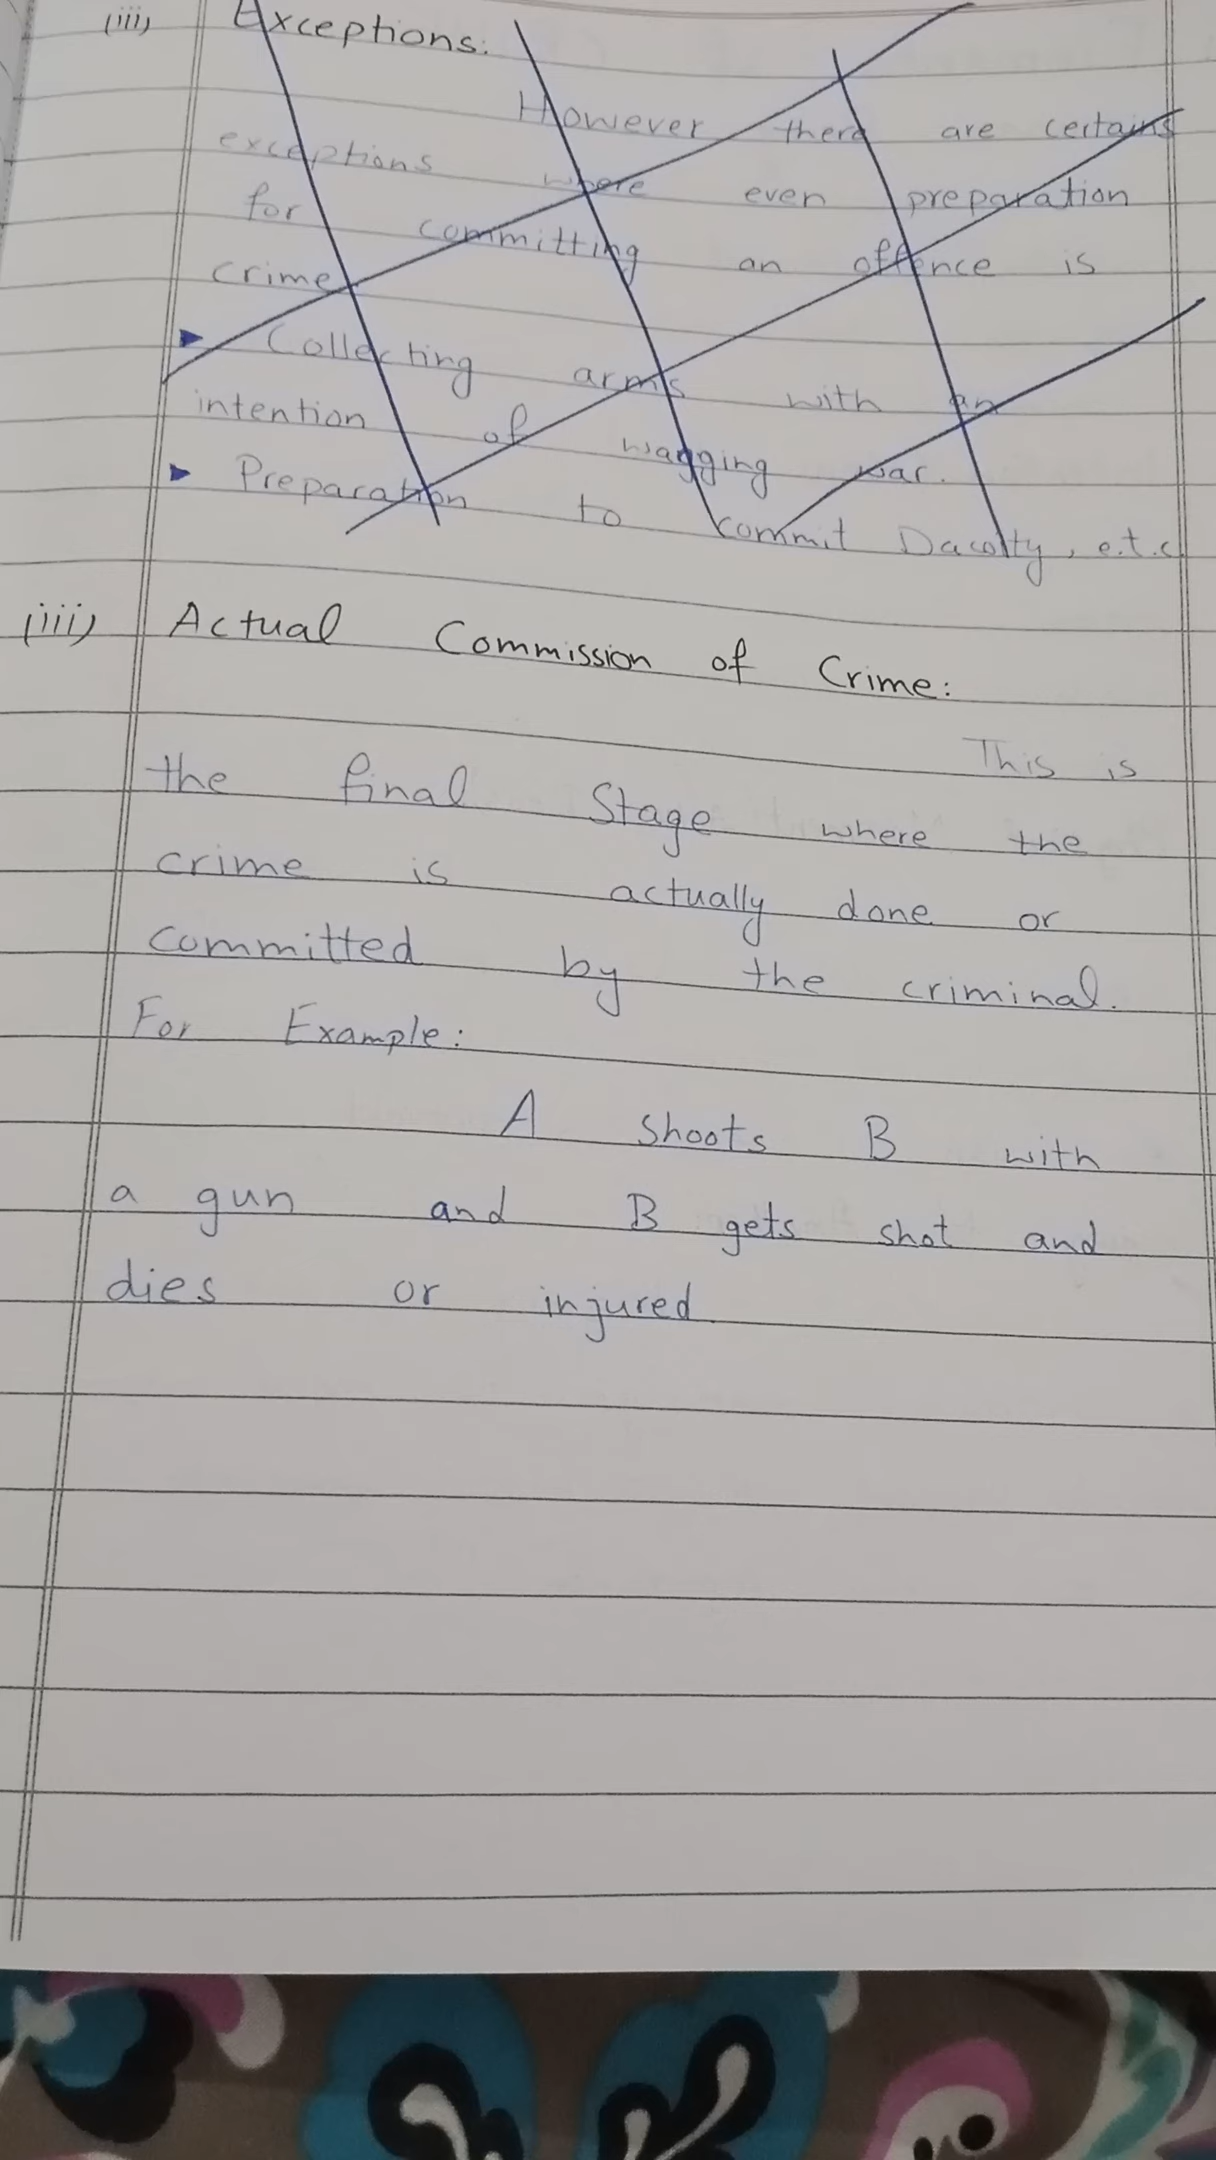 (iii) Exceptions:
However there are certains
exceptions where even preparation
for committing an offence is
crime
► Collecting arms with an
intention of wagging war.
► Preparation to commit Dacoity, e.t.c
(iii) Actual Commission of Crime:
This is
the final Stage where the
crime is actually done or
committed by the criminal.
For Example:
A shoots B with
a gun and B gets shot and
dies or injured